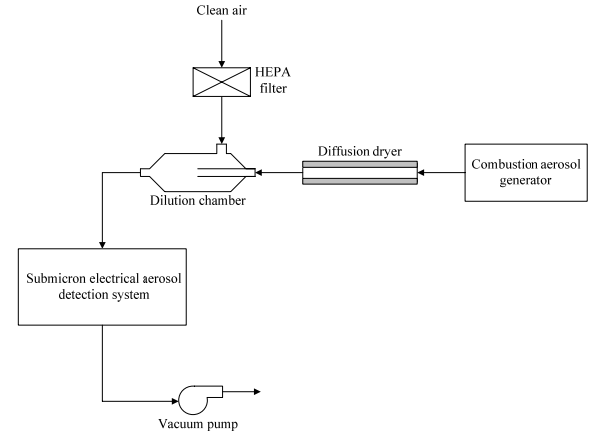 Clean air
HEPA
filter
Diffusion dryer
Combustion aerosol
generator
Dilution chamber
Submicron electrical aerosol
detection system
Vacuum pump